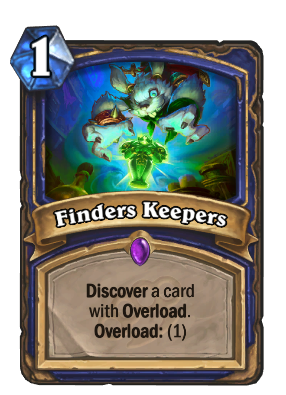 1
Finders Keepers
Discover a card
with Overload.
Overload: (1)